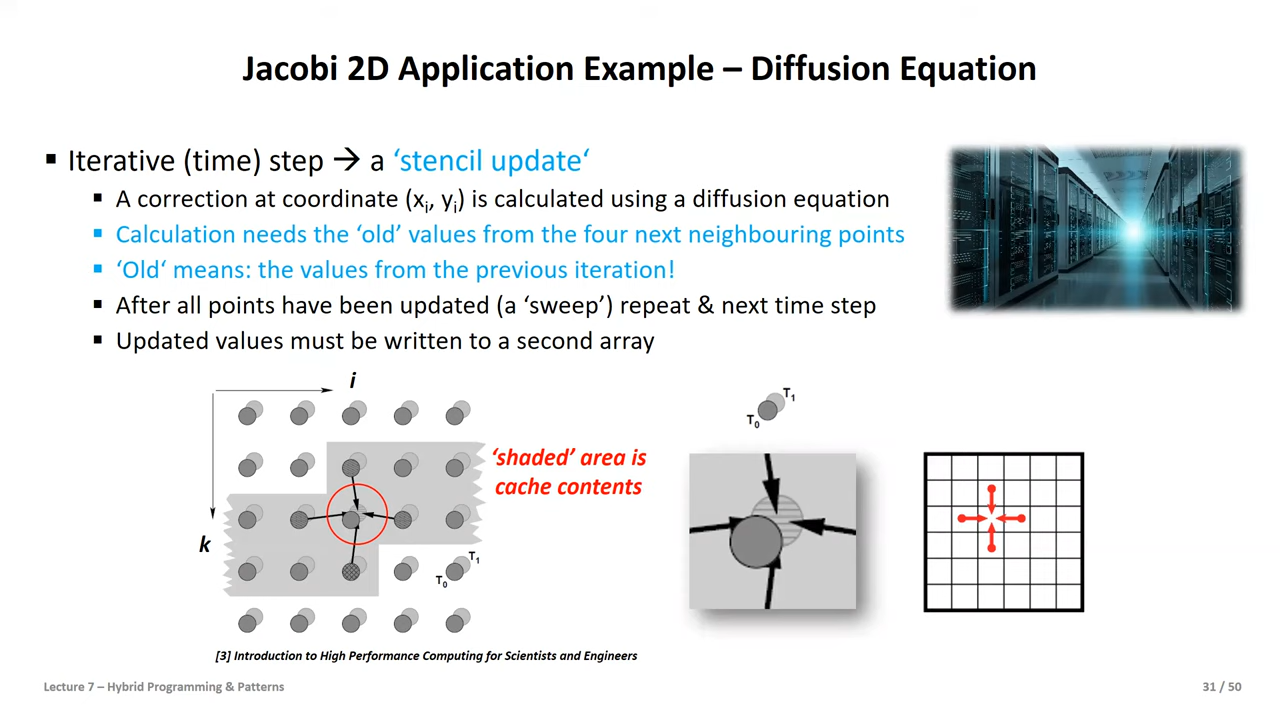 Jacobi 2D Application Example – Diffusion Equation
▪ Iterative (time) step → a ‘stencil update‘
▪ A correction at coordinate (xi, yi) is calculated using a diffusion equation
▪ Calculation needs the ‘old’ values from the four next neighbouring points
▪ ‘Old‘ means: the values from the previous iteration!
▪ After all points have been updated (a ‘sweep’) repeat & next time step
▪ Updated values must be written to a second array
i
k
‘shaded’ area is
cache contents
T1
T0
T1
T0
[3] Introduction to High Performance Computing for Scientists and Engineers
Lecture 7 – Hybrid Programming & Patterns
31 / 50